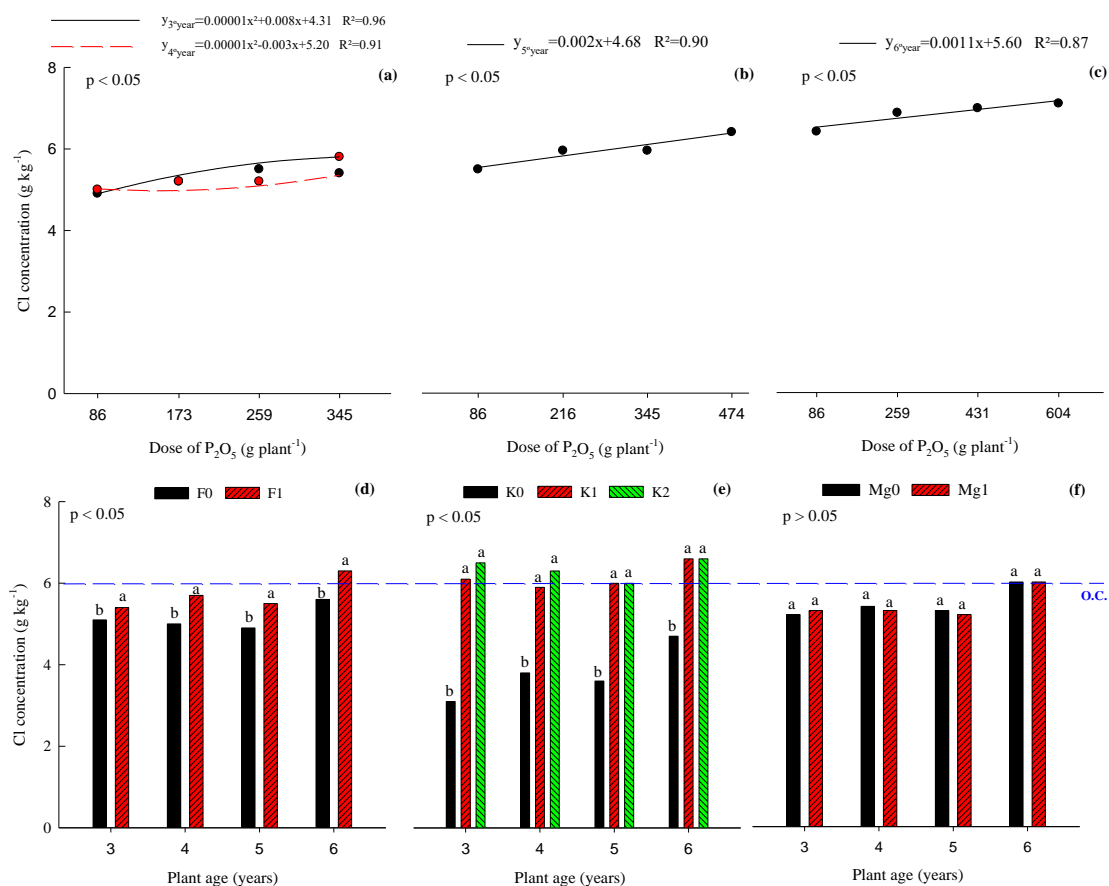 y₃ºyear=0.00001x²+0.008x+4.31 R²=0.96
y₄ºyear=0.00001x²-0.003x+5.20 R²=0.91
y₅ºyear=0.002x+4.68 R²=0.90
y₆ºyear=0.0011x+5.60 R²=0.87
8
6
4
2
0
Cl concentration (g kg⁻¹)
p < 0.05
(a)
86 173 259 345
Dose of P₂O₅ (g plant⁻¹)
p < 0.05
(b)
86 216 345 474
Dose of P₂O₅ (g plant⁻¹)
p < 0.05
(c)
86 259 431 604
Dose of P₂O₅ (g plant⁻¹)
8
6
4
2
0
Cl concentration (g kg⁻¹)
F0 F1
(d)
p < 0.05
b a b a b a b a
3 4 5 6
Plant age (years)
K0 K1 K2
(e)
p < 0.05
b a a b a a b a a b a a
3 4 5 6
Plant age (years)
Mg0 Mg1
(f)
p > 0.05
a a a a a a a a
O.C.
3 4 5 6
Plant age (years)